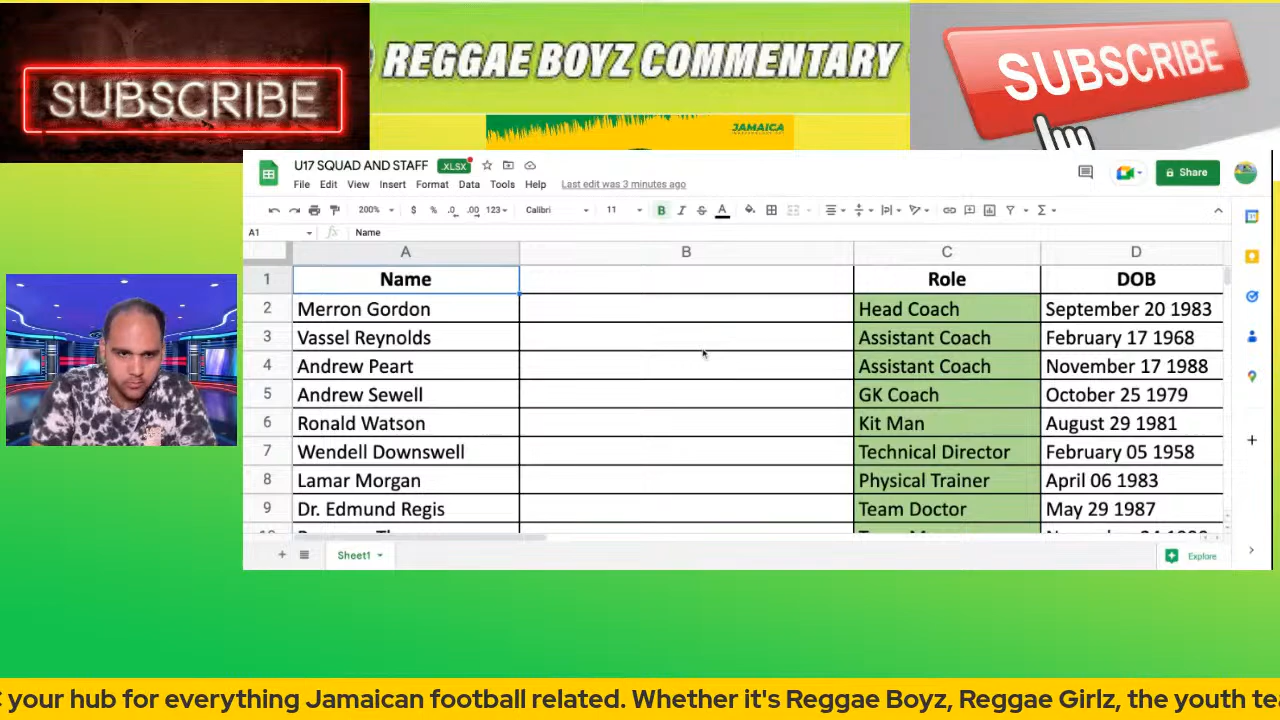 SUBSCRIBE
REGGAE BOYZ COMMENTARY
SUBSCRIBE
JAMAICA
U17 SQUAD AND STAFF .XLSX
File Edit View Insert Format Data Tools Help Last edit was 3 minutes ago
Share
200% $ % .0 .00 123 Calibri 11 B I S A
A1 fx Name
A B C D
1 Name Role DOB
2 Merron Gordon Head Coach September 20 1983
3 Vassel Reynolds Assistant Coach February 17 1968
4 Andrew Peart Assistant Coach November 17 1988
5 Andrew Sewell GK Coach October 25 1979
6 Ronald Watson Kit Man August 29 1981
7 Wendell Downswell Technical Director February 05 1958
8 Lamar Morgan Physical Trainer April 06 1983
9 Dr. Edmund Regis Team Doctor May 29 1987
Sheet1
Explore
your hub for everything Jamaican football related. Whether it's Reggae Boyz, Reggae Girlz, the youth te